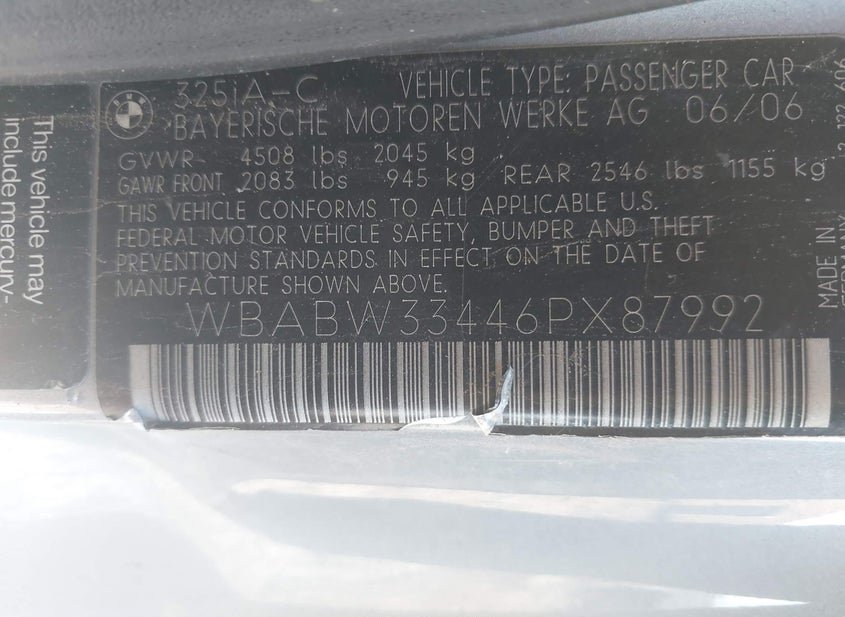 This vehicle may
include mercury-
BMW
325iA-C VEHICLE TYPE: PASSENGER CAR
BAYERISCHE MOTOREN WERKE AG 06/06
GVWR 4508 lbs 2045 kg
GAWR FRONT 2083 lbs 945 kg REAR 2546 lbs 1155 kg
THIS VEHICLE CONFORMS TO ALL APPLICABLE U.S.
FEDERAL MOTOR VEHICLE SAFETY, BUMPER AND THEFT
PREVENTION STANDARDS IN EFFECT ON THE DATE OF
MANUFACTURE SHOWN ABOVE.
WBABW33446PX87992
MADE IN